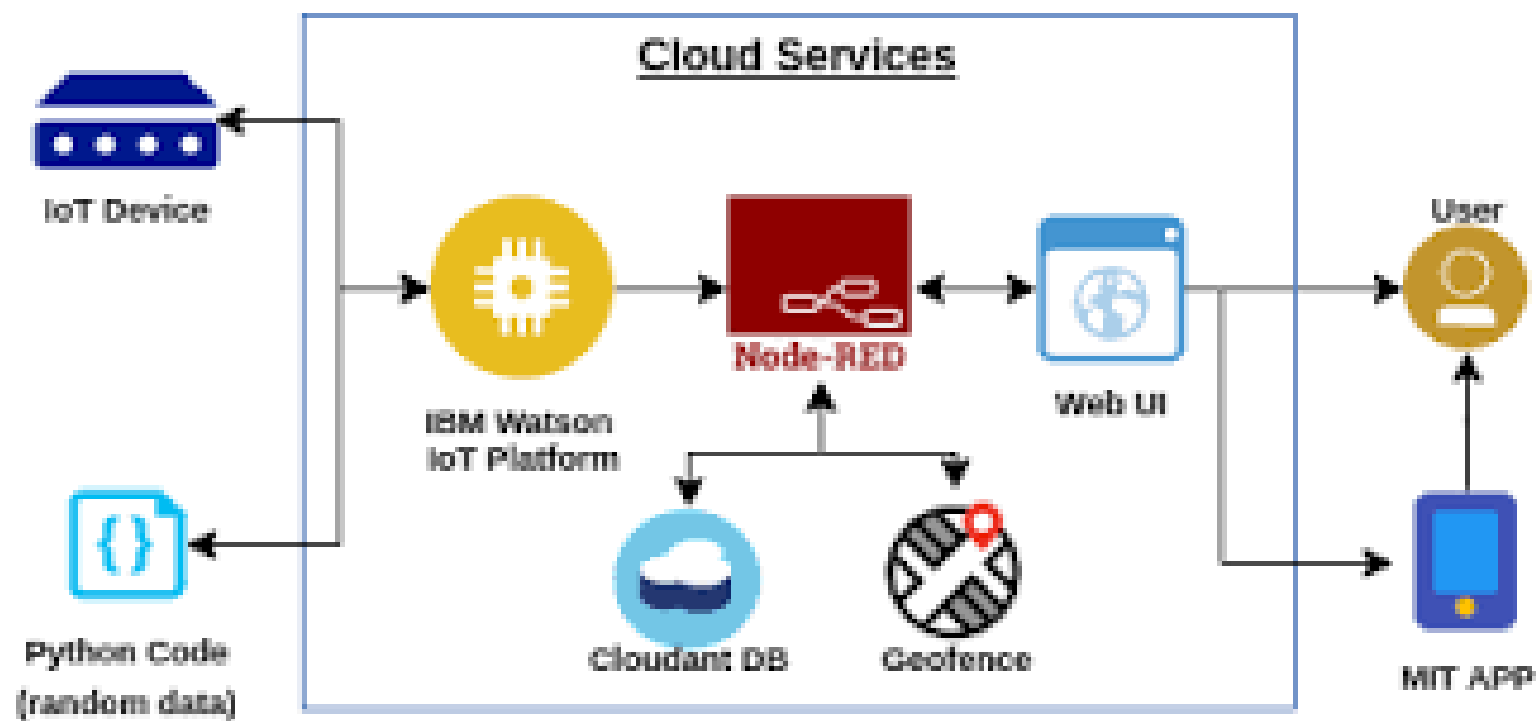 Cloud Services
IoT Device
User
Node-RED
Web UI
IBM Watson
IoT Platform
Python Code
(random data)
Cloudant DB
Geofence
MIT APP